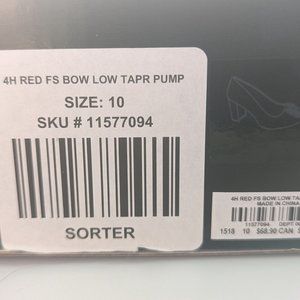 4H RED FS BOW LOW TAPR PUMP
SIZE: 10
SKU # 11577094
SORTER
4H RED FS BOW LOW
MADE IN CHINA
11577094 DEPT:
1518 10 $68.90 CAN